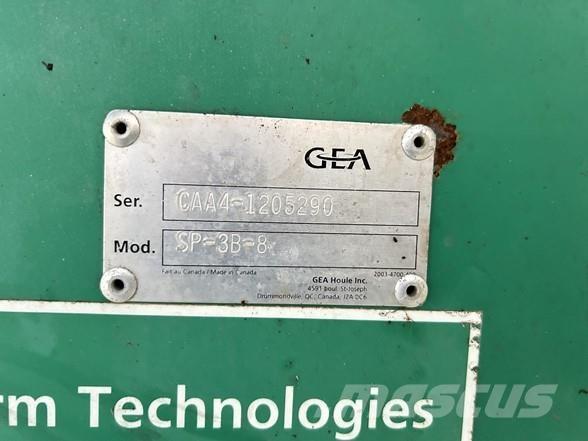 GEA
Ser. CAA4-1205290
Mod. SP-3B-8
Fait au Canada / Made in Canada
GEA Houle Inc.
4591 boul. St-Joseph
Drummondville, QC, Canada, J2A 0C6
rm Technologies
mascus